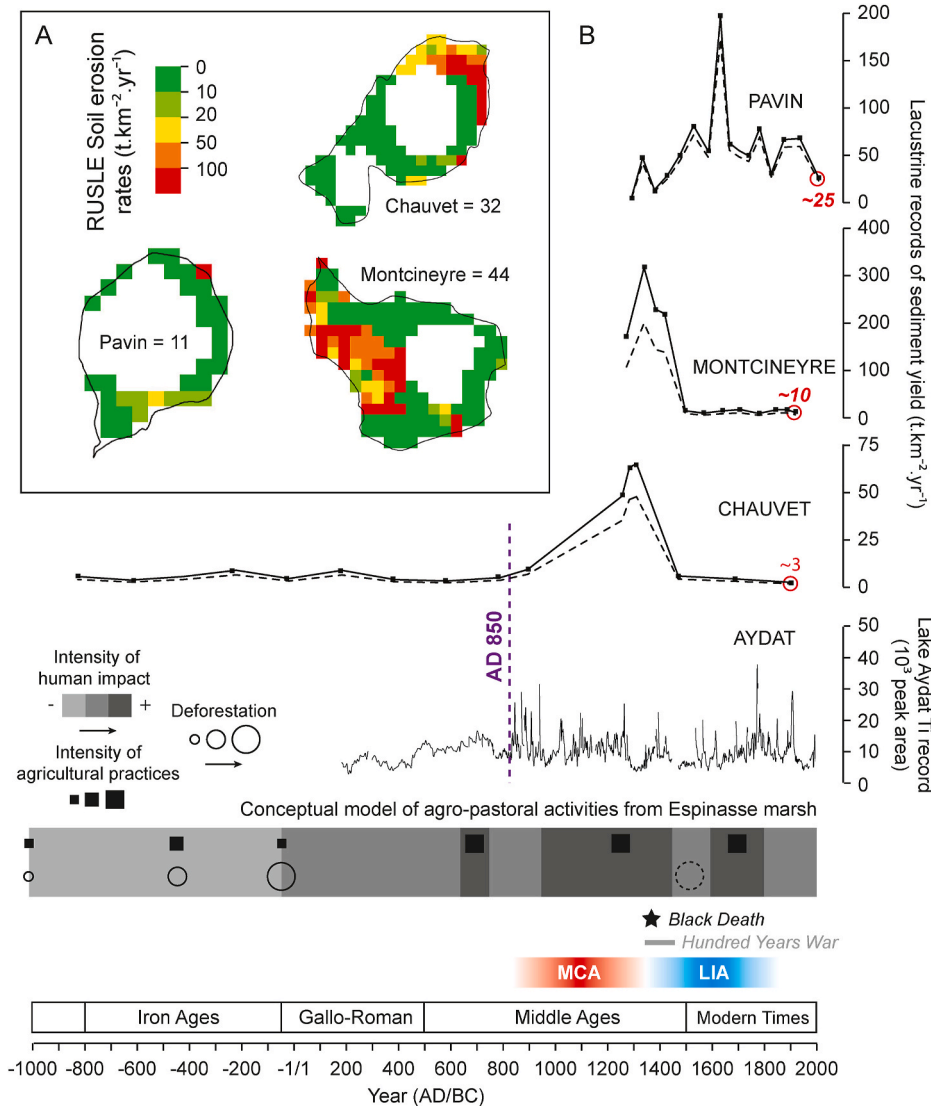 A
RUSLE Soil erosion
rates (t.km⁻².yr⁻¹)
0
10
20
50
100
Chauvet = 32
Pavin = 11
Montcineyre = 44
B
Lacustrine records of sediment yield (t.km⁻².yr⁻¹)
200
150
100
50
0
PAVIN
~25
400
300
200
100
0
MONTCINEYRE
~10
75
50
25
0
CHAUVET
~3
AD 850
50
40
30
20
10
0
AYDAT
Lake Aydat Ti record
(10³ peak area)
Intensity of
human impact
- +
Intensity of
agricultural practices
Deforestation
Conceptual model of agro-pastoral activities from Espinasse marsh
Black Death
Hundred Years War
MCA LIA
Iron Ages Gallo-Roman Middle Ages Modern Times
-1000 -800 -600 -400 -200 -1/1 200 400 600 800 1000 1200 1400 1600 1800 2000
Year (AD/BC)